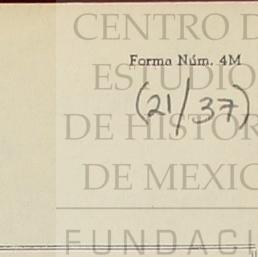 CENTRO D
Forma Núm. 4M
ESTUDIO
(21/37)
DE HISTOR
DE MEXIC
FUNDACI